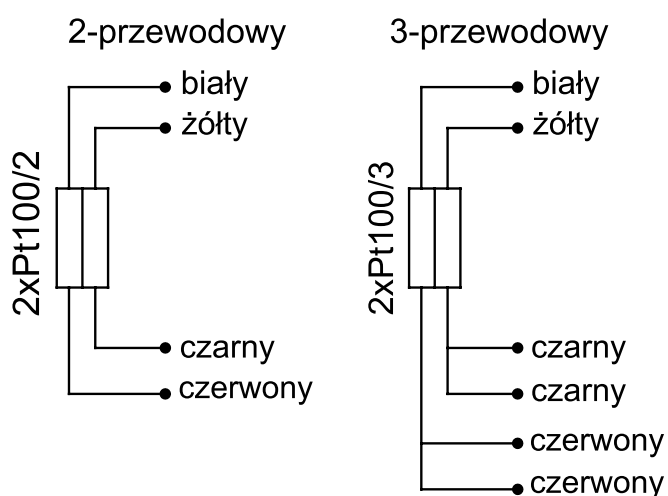 2-przewodowy
biały
żółty
2xPt100/2
czarny
czerwony
3-przewodowy
biały
żółty
2xPt100/3
czarny
czarny
czerwony
czerwony